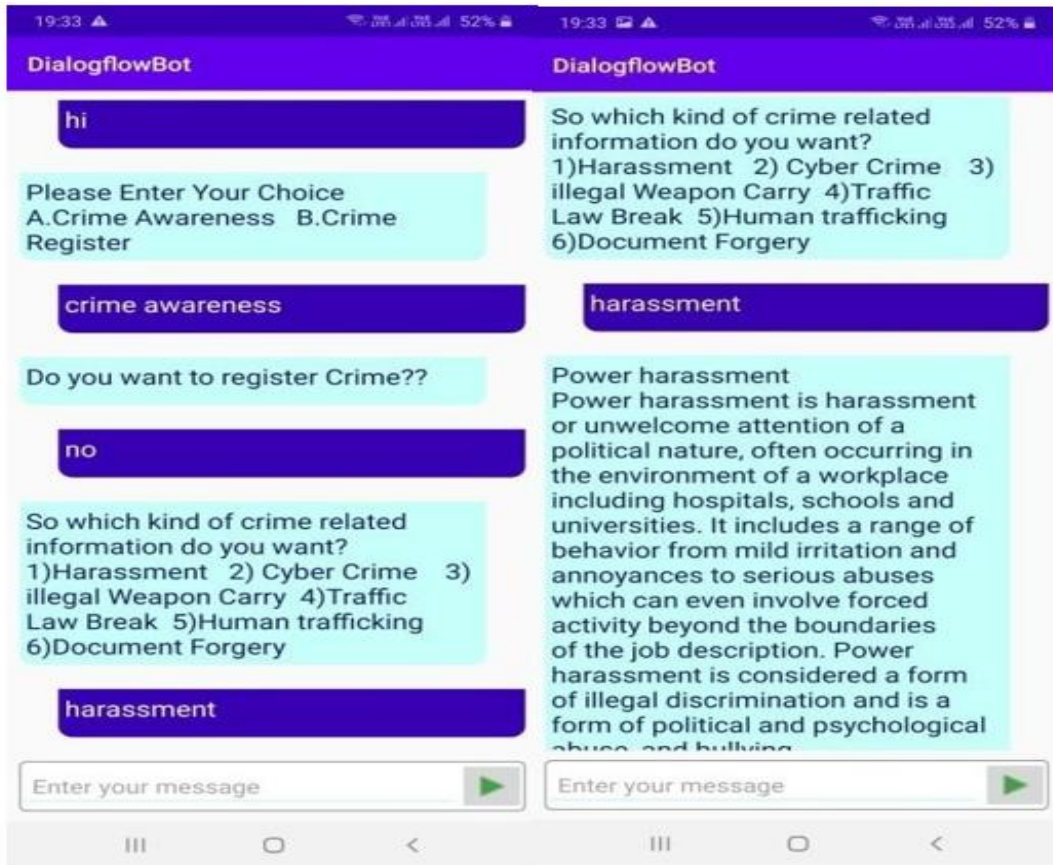 19:33
52%
DialogflowBot
hi
Please Enter Your Choice
A.Crime Awareness B.Crime
Register
crime awareness
Do you want to register Crime??
no
So which kind of crime related
information do you want?
1)Harassment 2) Cyber Crime 3)
illegal Weapon Carry 4)Traffic
Law Break 5)Human trafficking
6)Document Forgery
harassment
Enter your message
19:33
52%
DialogflowBot
So which kind of crime related
information do you want?
1)Harassment 2) Cyber Crime 3)
illegal Weapon Carry 4)Traffic
Law Break 5)Human trafficking
6)Document Forgery
harassment
Power harassment
Power harassment is harassment
or unwelcome attention of a
political nature, often occurring in
the environment of a workplace
including hospitals, schools and
universities. It includes a range of
behavior from mild irritation and
annoyances to serious abuses
which can even involve forced
activity beyond the boundaries
of the job description. Power
harassment is considered a form
of illegal discrimination and is a
form of political and psychological
abuse, and bullying
Enter your message